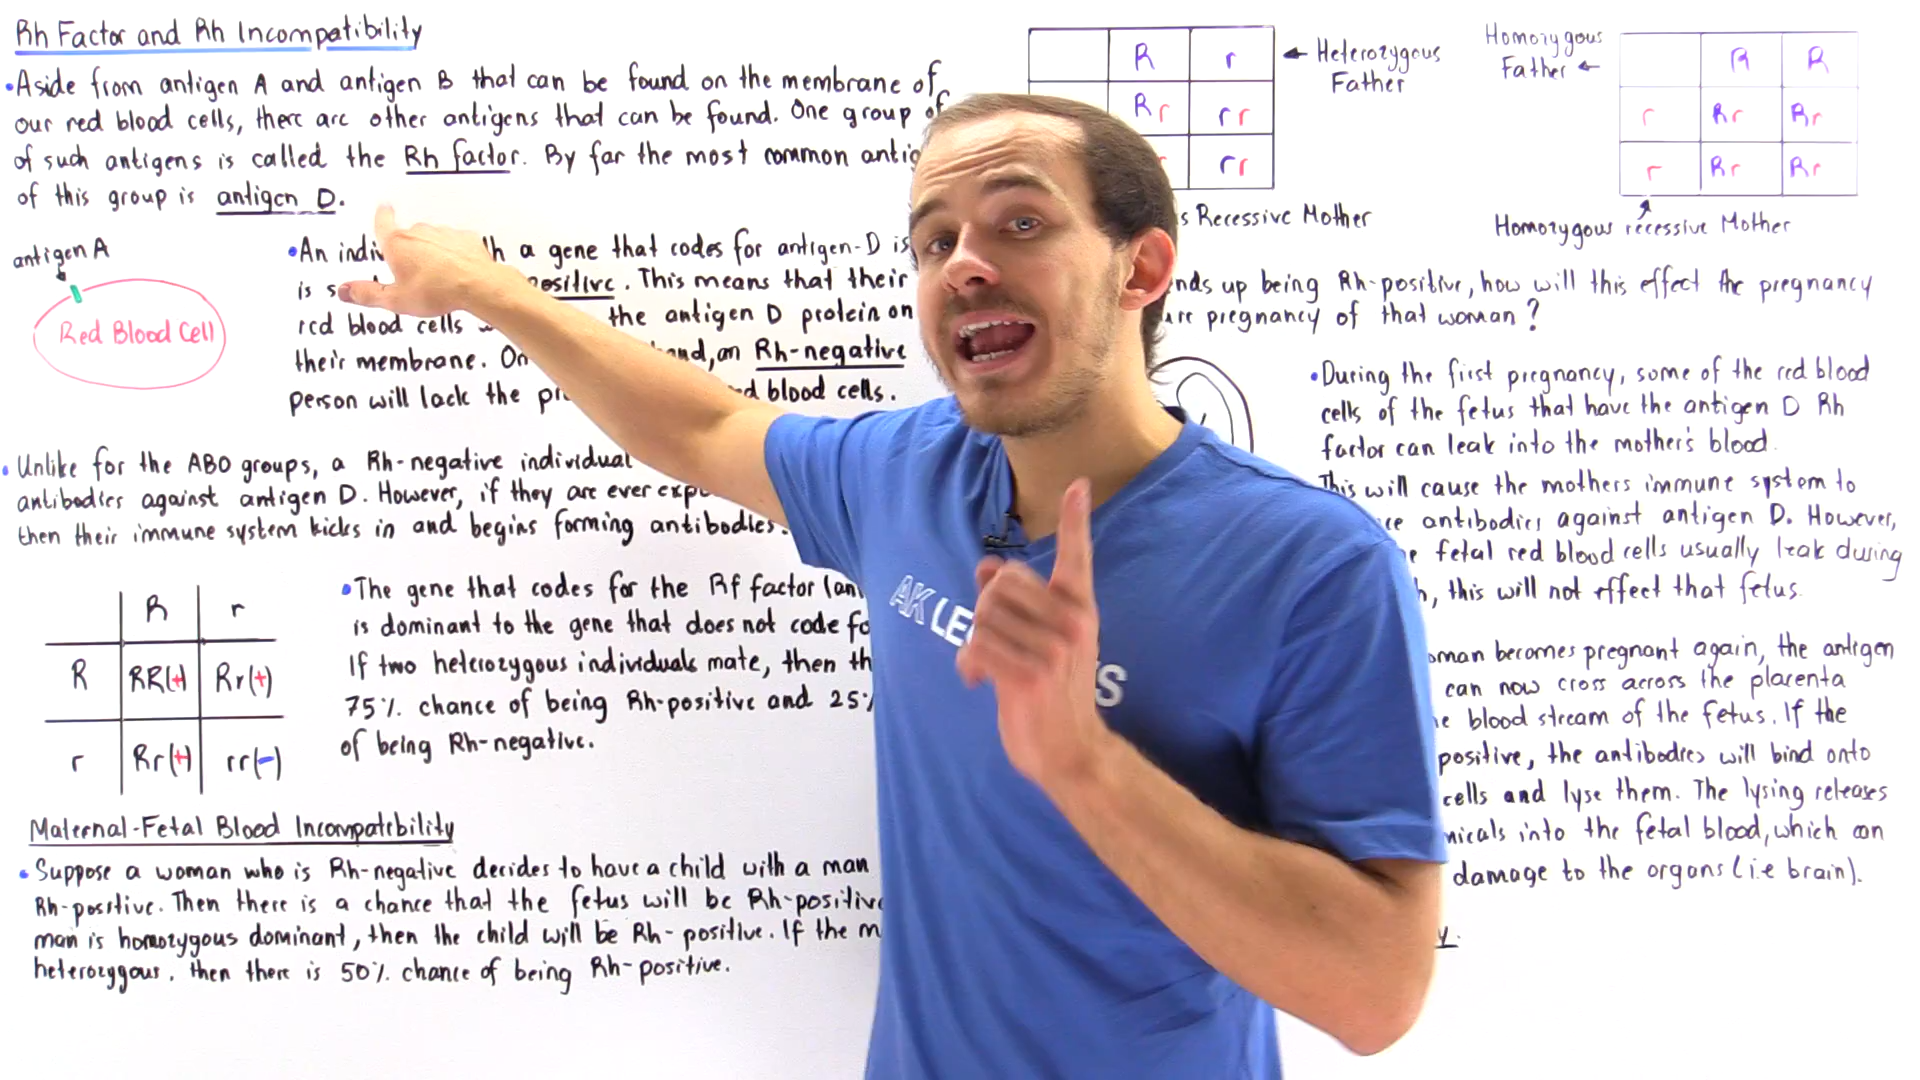 Rh Factor and Rh Incompatibility
•Aside from antigen A and antigen B that can be found on the membrane of
our red blood cells, there are other antigens that can be found. One group of
of such antigens is called the Rh factor. By far the most common
of this group is antigen D.
antigen A
Red Blood Cell
•An a gene that codes for antigen-D is
is This means that their
red blood cells the antigen D protein on
their membrane. an Rh-negative
person will lack the blood cells.
• Unlike for the ABO groups, a Rh-negative individual
antibodies against antigen D. However, if they are ever
then their immune system kicks in and begins forming antibodies.
R r
R RR(+) Rr(+)
r Rr(+) rr(-)
•The gene that codes for the Rf factor
is dominant to the gene that does not code
If two heterozygous individuals mate, then
75% chance of being Rh-positive and 25%
of being Rh-negative.
Maternal-Fetal Blood Incompatibility
• Suppose a woman who is Rh-negative decides to have a child with a man
Rh-positive. Then there is a chance that the fetus will be Rh-positive
man is homozygous dominant, then the child will be Rh-positive. If the
heterozygous, then there is 50% chance of being Rh-positive.
R r
Rr rr
rr
← Heterozygous
Father
Recessive Mother
Homozygous
Father ←
R R
r Rr Rr
r Rr Rr
Homozygous recessive Mother
up being Rh-positive, how will this effect the pregnancy
pregnancy of that woman?
•During the first pregnancy, some of the red blood
cells of the fetus that have the antigen D Rh
factor can leak into the mother's blood.
This will cause the mothers immune system to
antibodies against antigen D. However,
fetal red blood cells usually leak during
this will not effect that fetus.
becomes pregnant again, the antigen
can now cross across the placenta
blood stream of the fetus. If the
positive, the antibodies will bind onto
cells and lyse them. The lysing releases
into the fetal blood, which can
damage to the organs (i.e brain).
AK LE